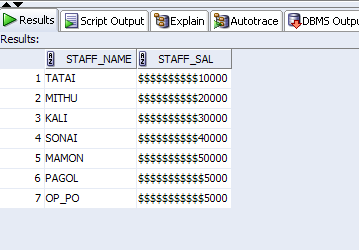 Results Script Output Explain Autotrace DBMS Outpu
Results:
STAFF_NAME STAFF_SAL
1 TATAI $$$$$$$$$$10000
2 MITHU $$$$$$$$$$20000
3 KALI $$$$$$$$$$30000
4 SONAI $$$$$$$$$$40000
5 MAMON $$$$$$$$$$50000
6 PAGOL $$$$$$$$$$$5000
7 OP_PO $$$$$$$$$$$5000